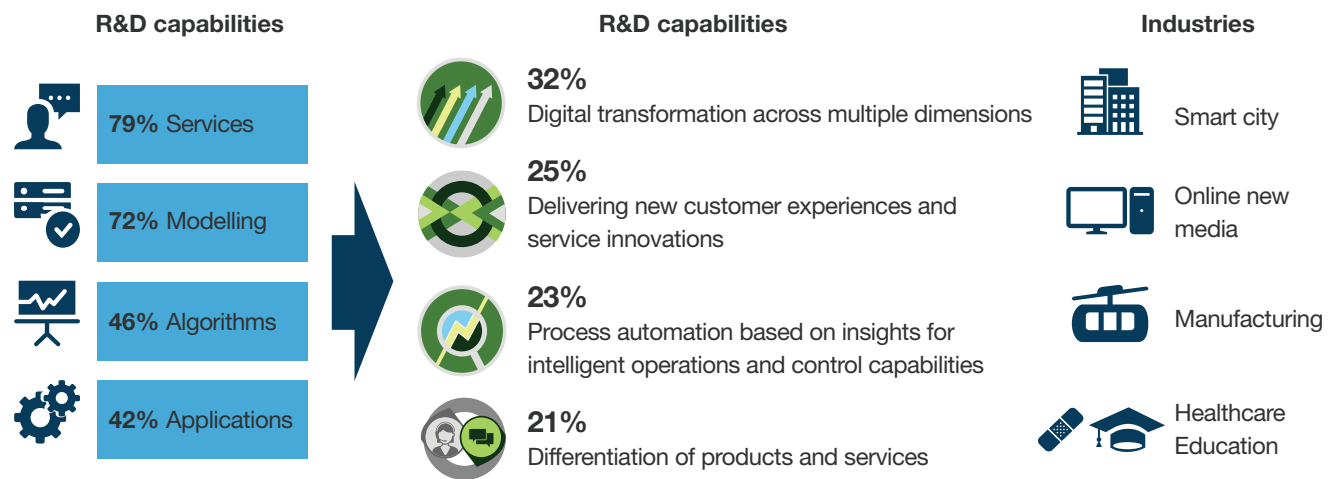 R&D capabilities
79% Services
72% Modelling
46% Algorithms
42% Applications
R&D capabilities
32%
Digital transformation across multiple dimensions
25%
Delivering new customer experiences and
service innovations
23%
Process automation based on insights for
intelligent operations and control capabilities
21%
Differentiation of products and services
Industries
Smart city
Online new
media
Manufacturing
Healthcare
Education